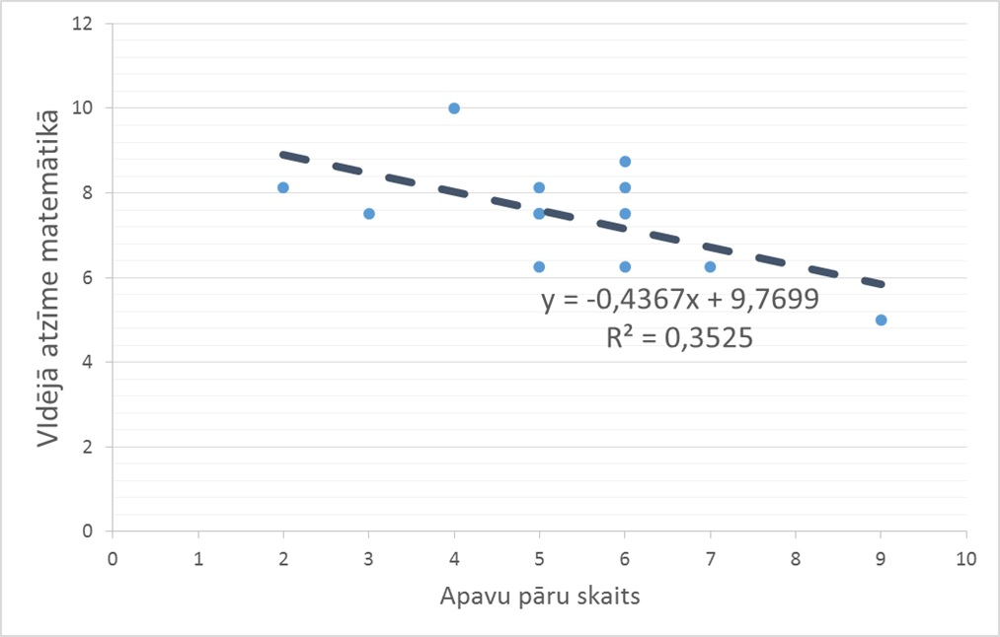 12
10
8
6
4
2
0
VIdējā atzīme matemātikā
y = -0,4367x + 9,7699
R² = 0,3525
0 1 2 3 4 5 6 7 8 9 10
Apavu pāru skaits